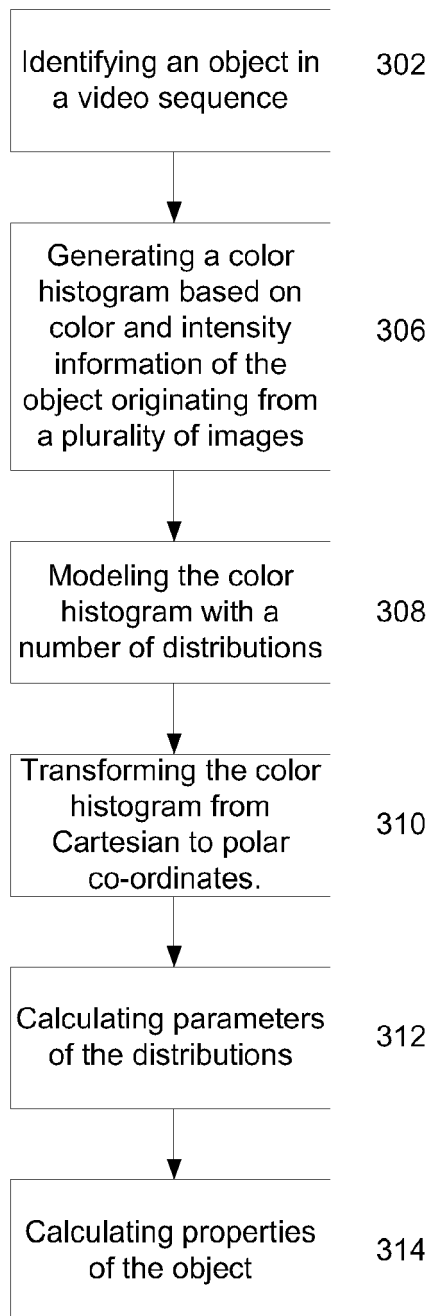 Identifying an object in
a video sequence
302
Generating a color
histogram based on
color and intensity
information of the
object originating from
a plurality of images
306
Modeling the color
histogram with a
number of distributions
308
Transforming the color
histogram from
Cartesian to polar
co-ordinates.
310
Calculating parameters
of the distributions
312
Calculating properties
of the object
314